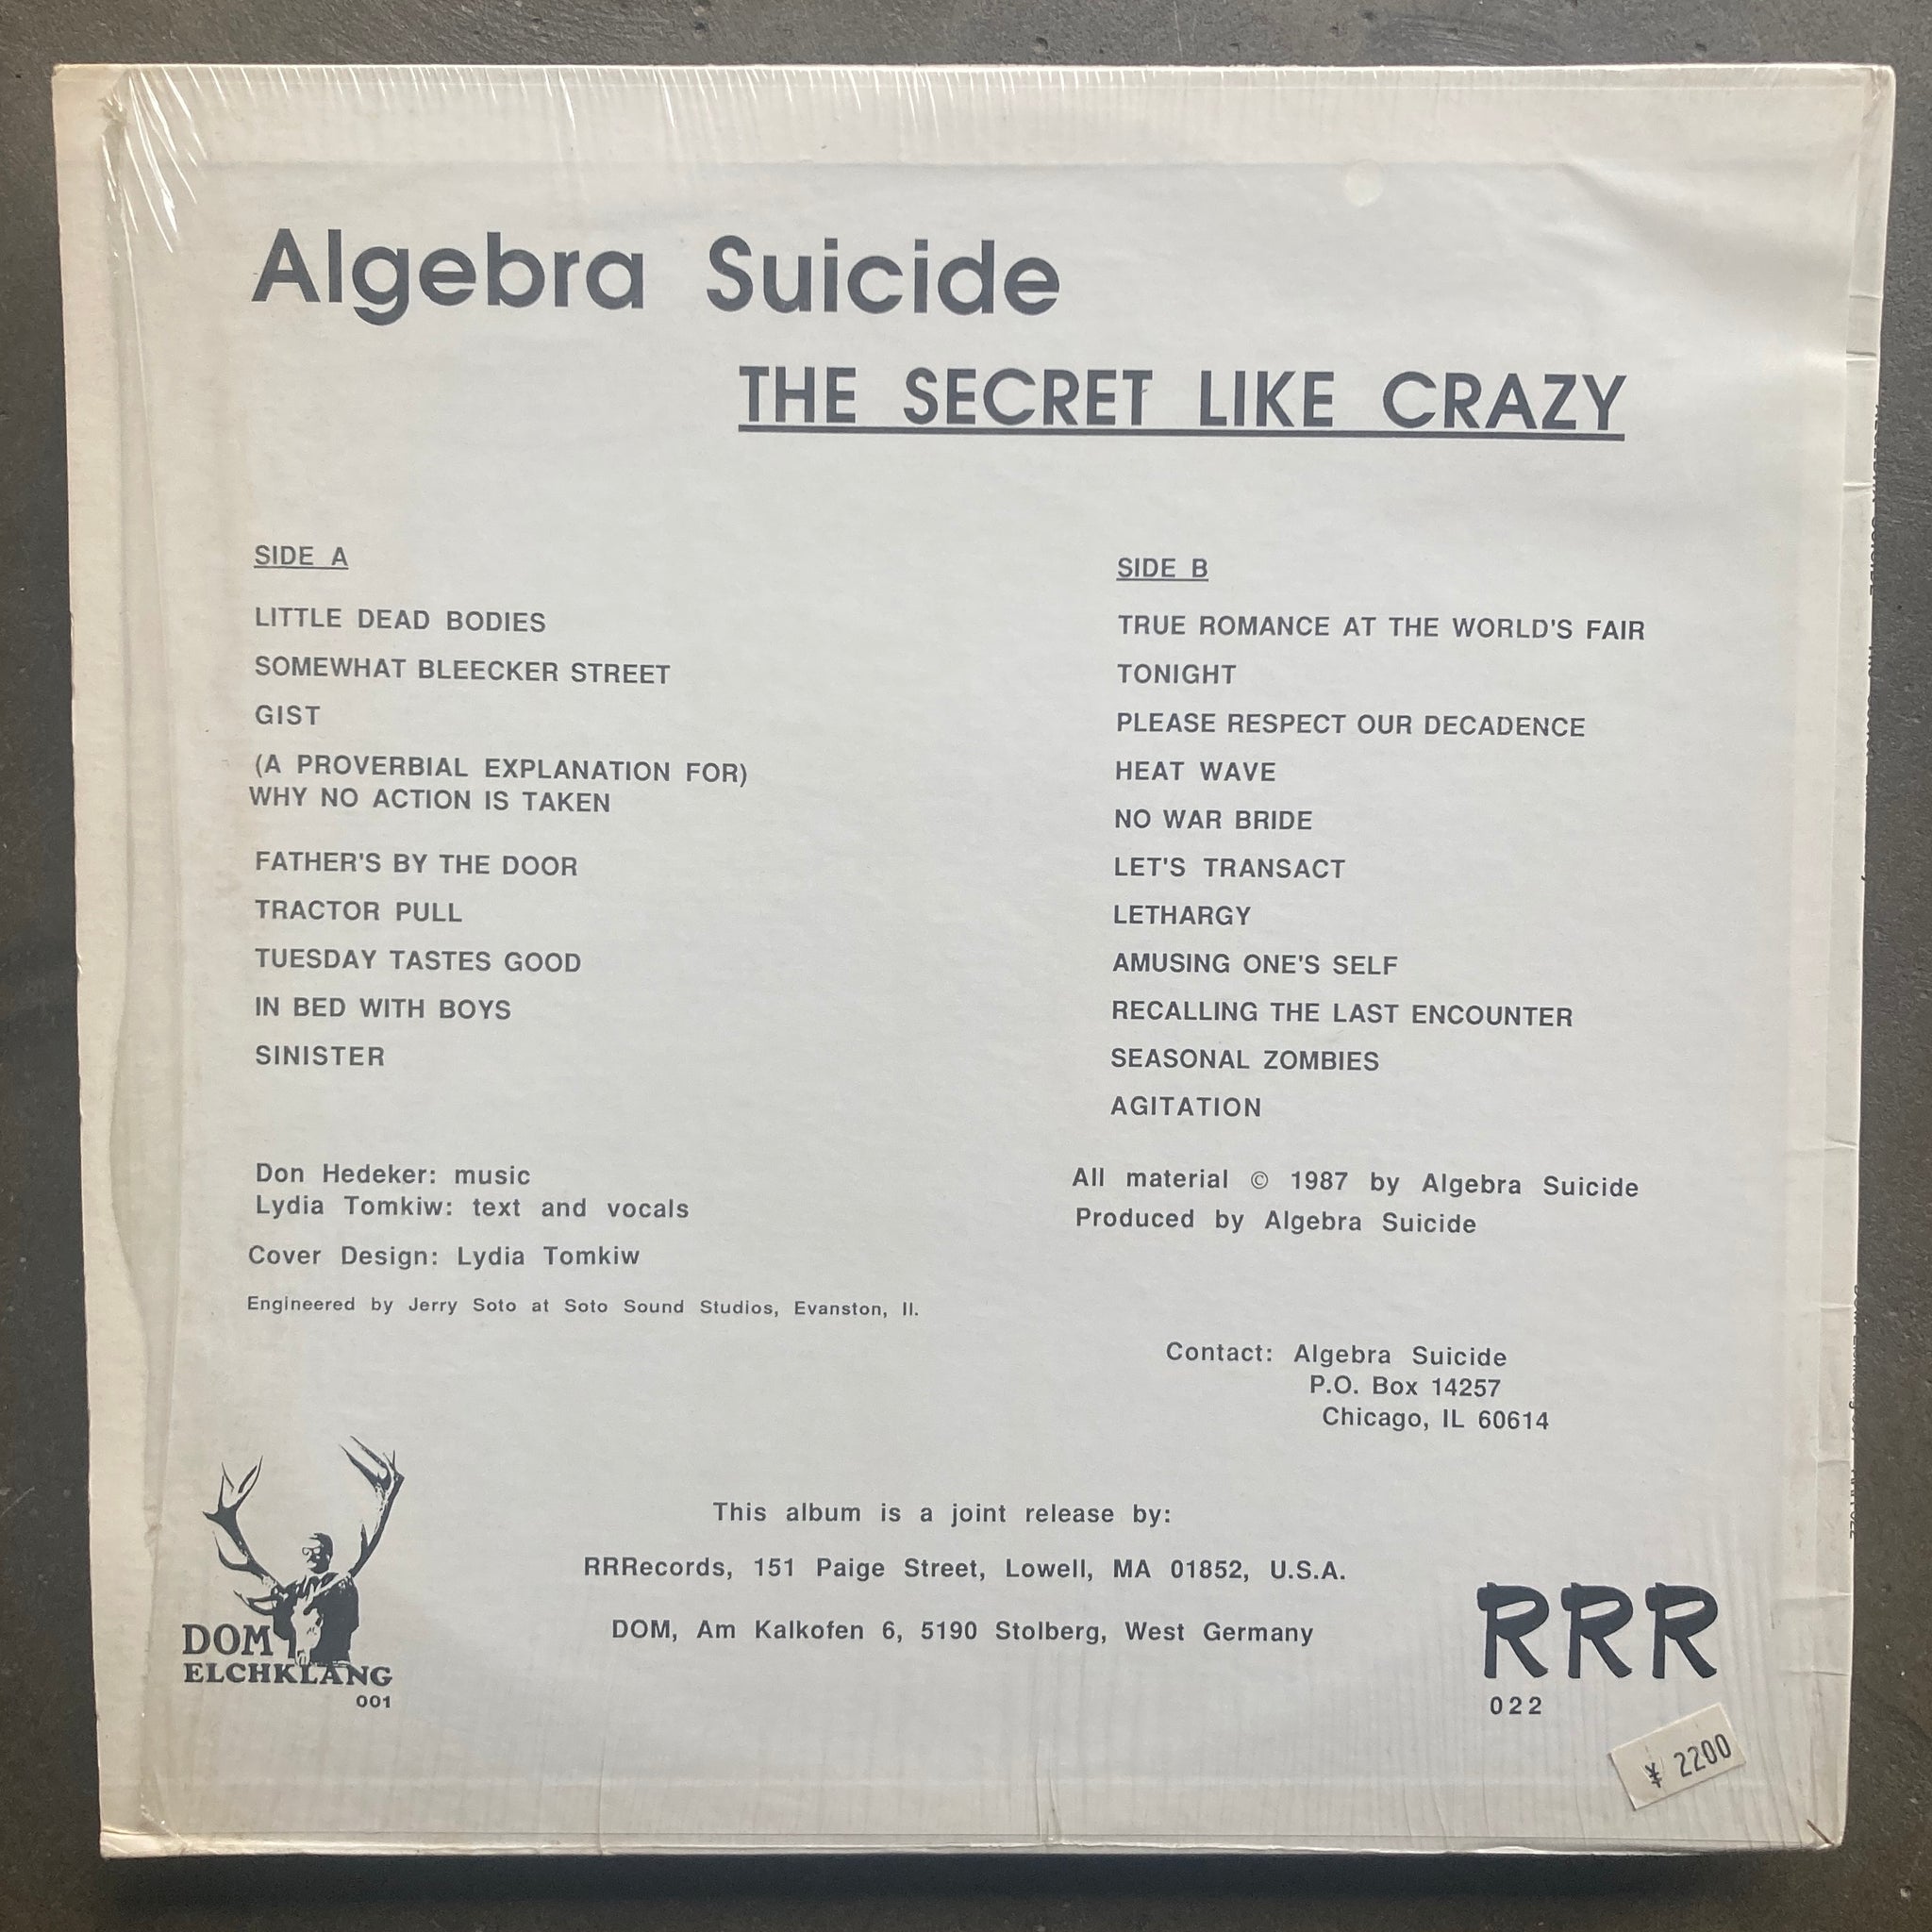 Algebra Suicide
THE SECRET LIKE CRAZY
SIDE A
LITTLE DEAD BODIES
SOMEWHAT BLEECKER STREET
GIST
(A PROVERBIAL EXPLANATION FOR)
WHY NO ACTION IS TAKEN
FATHER'S BY THE DOOR
TRACTOR PULL
TUESDAY TASTES GOOD
IN BED WITH BOYS
SINISTER
SIDE B
TRUE ROMANCE AT THE WORLD'S FAIR
TONIGHT
PLEASE RESPECT OUR DECADENCE
HEAT WAVE
NO WAR BRIDE
LET'S TRANSACT
LETHARGY
AMUSING ONE'S SELF
RECALLING THE LAST ENCOUNTER
SEASONAL ZOMBIES
AGITATION
Don Hedeker: music
Lydia Tomkiw: text and vocals
Cover Design: Lydia Tomkiw
Engineered by Jerry Soto at Soto Sound Studios, Evanston, Il.
All material © 1987 by Algebra Suicide
Produced by Algebra Suicide
Contact: Algebra Suicide
P.O. Box 14257
Chicago, IL 60614
This album is a joint release by:
RRRecords, 151 Paige Street, Lowell, MA 01852, U.S.A.
DOM, Am Kalkofen 6, 5190 Stolberg, West Germany
DOM
ELCHKLANG
001
RRR
022
¥ 2200